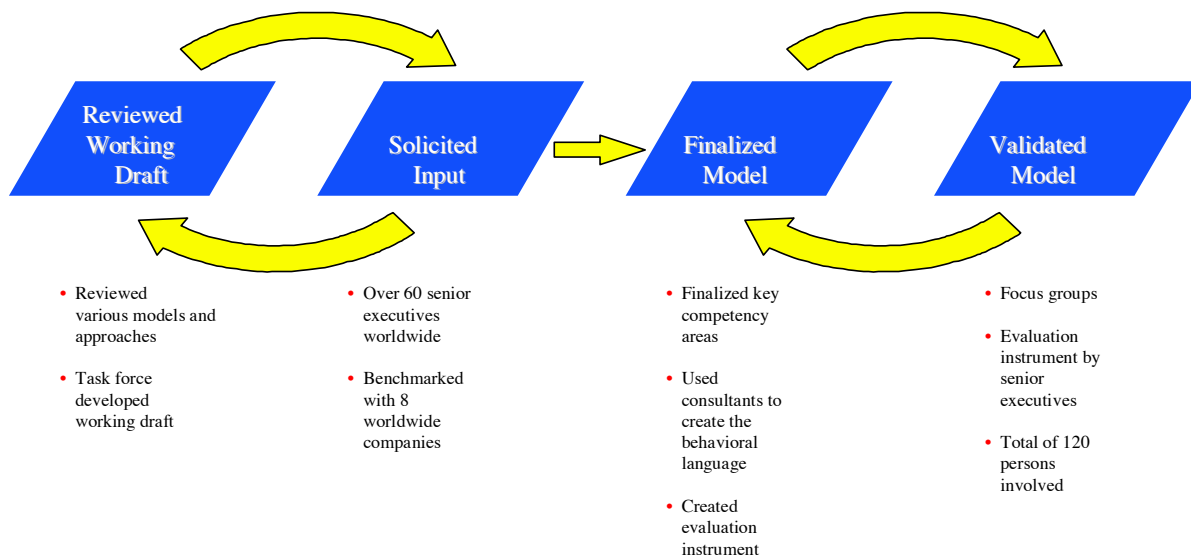 Reviewed
Working
Draft
Solicited
Input
Finalized
Model
Validated
Model
• Reviewed
various models and
approaches
• Task force
developed
working draft
• Over 60 senior
executives
worldwide
• Benchmarked
with 8
worldwide
companies
• Finalized key
competency
areas
• Used
consultants to
create the
behavioral
language
• Created
evaluation
instrument
• Focus groups
• Evaluation
instrument by
senior
executives
• Total of 120
persons
involved